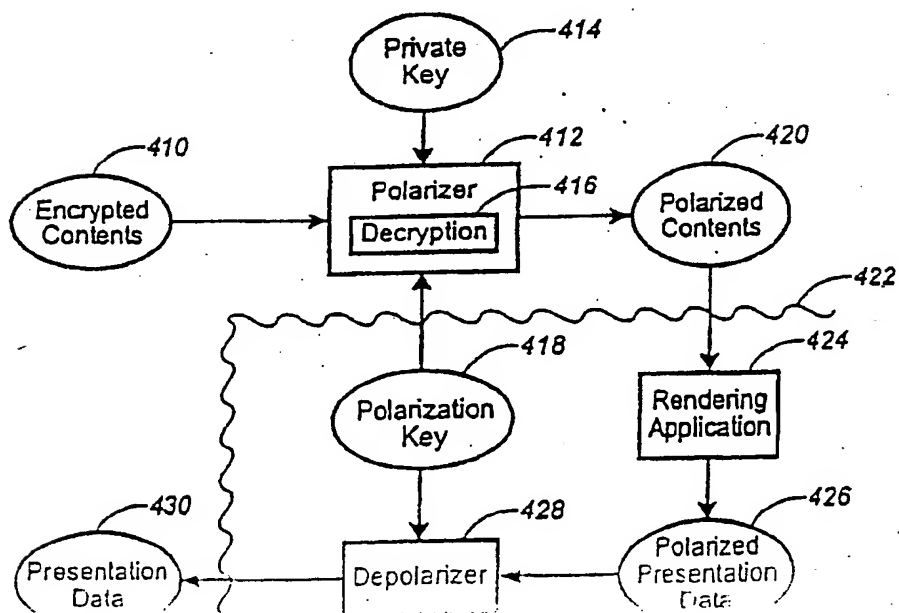 414
Private
Key
410
412
420
Polarizer
416
Encrypted
Contents
Decryption
Polarized
Contents
422
418
424
Polarization
Key
Rendering
Application
430
428
426
Presentation
Data
Depolarizer
Polarized
Presentation
Data